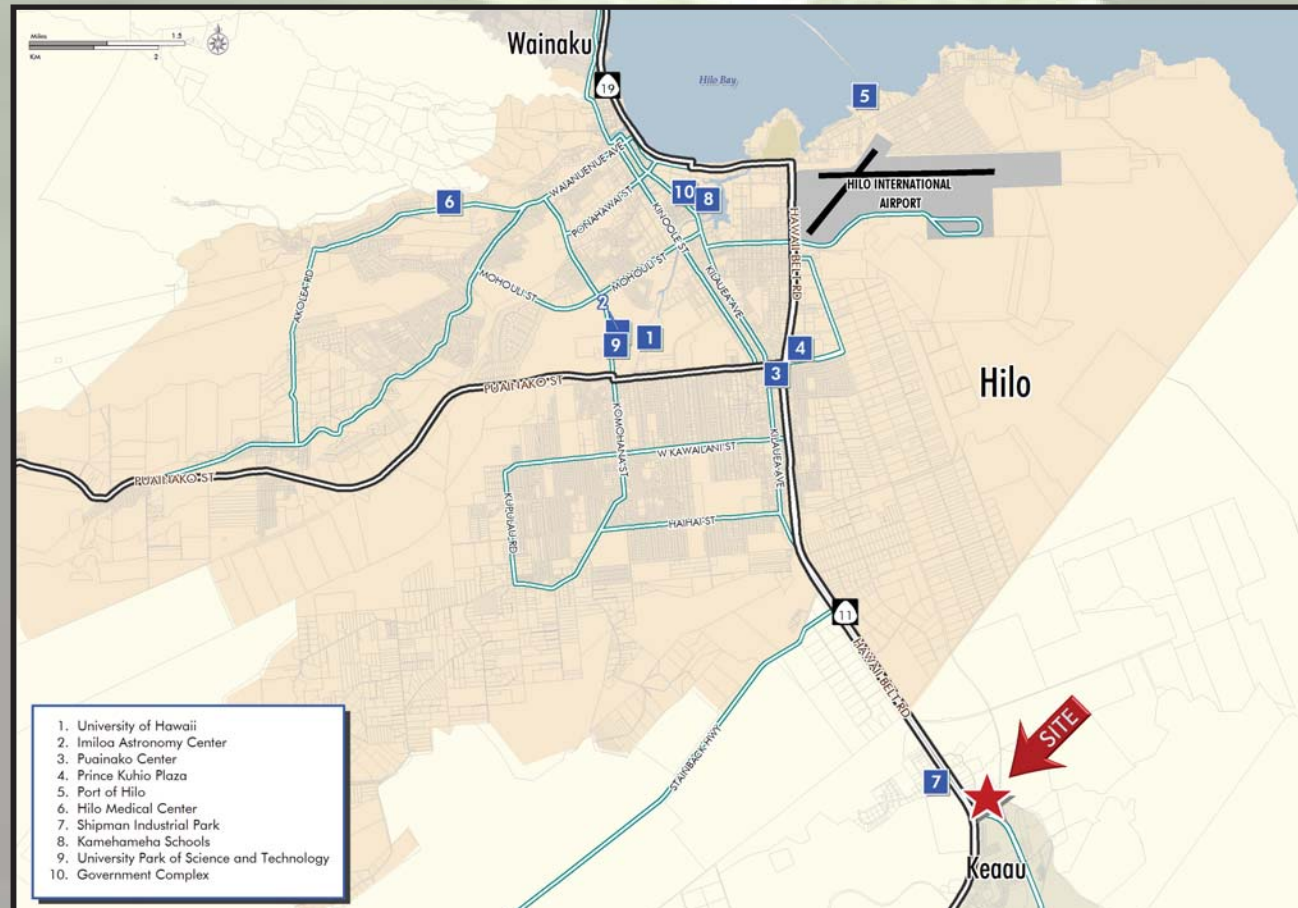 Miles 1.5
KM 2
Wainaku
19
Hilo Bay
5
HILO INTERNATIONAL
AIRPORT
WAIANUENUE AVE
PONAHAWAI ST
6
10
8
KINOOLE ST
HAWAII BELT RD
AKOLEA RD
MOHOULI ST
MOHOULI ST
KILAUEA AVE
2
9
1
4
3
Hilo
PUAINAKO ST
PUAINAKO ST
KOMOHANA ST
W KAWAILANI ST
KILAUEA AVE
KUPULAU RD
HAIHAI ST
11
HAWAII BELT RD
STAINBACK HWY
SITE
7
Keaau
1. University of Hawaii
2. Imiloa Astronomy Center
3. Puainako Center
4. Prince Kuhio Plaza
5. Port of Hilo
6. Hilo Medical Center
7. Shipman Industrial Park
8. Kamehameha Schools
9. University Park of Science and Technology
10. Government Complex